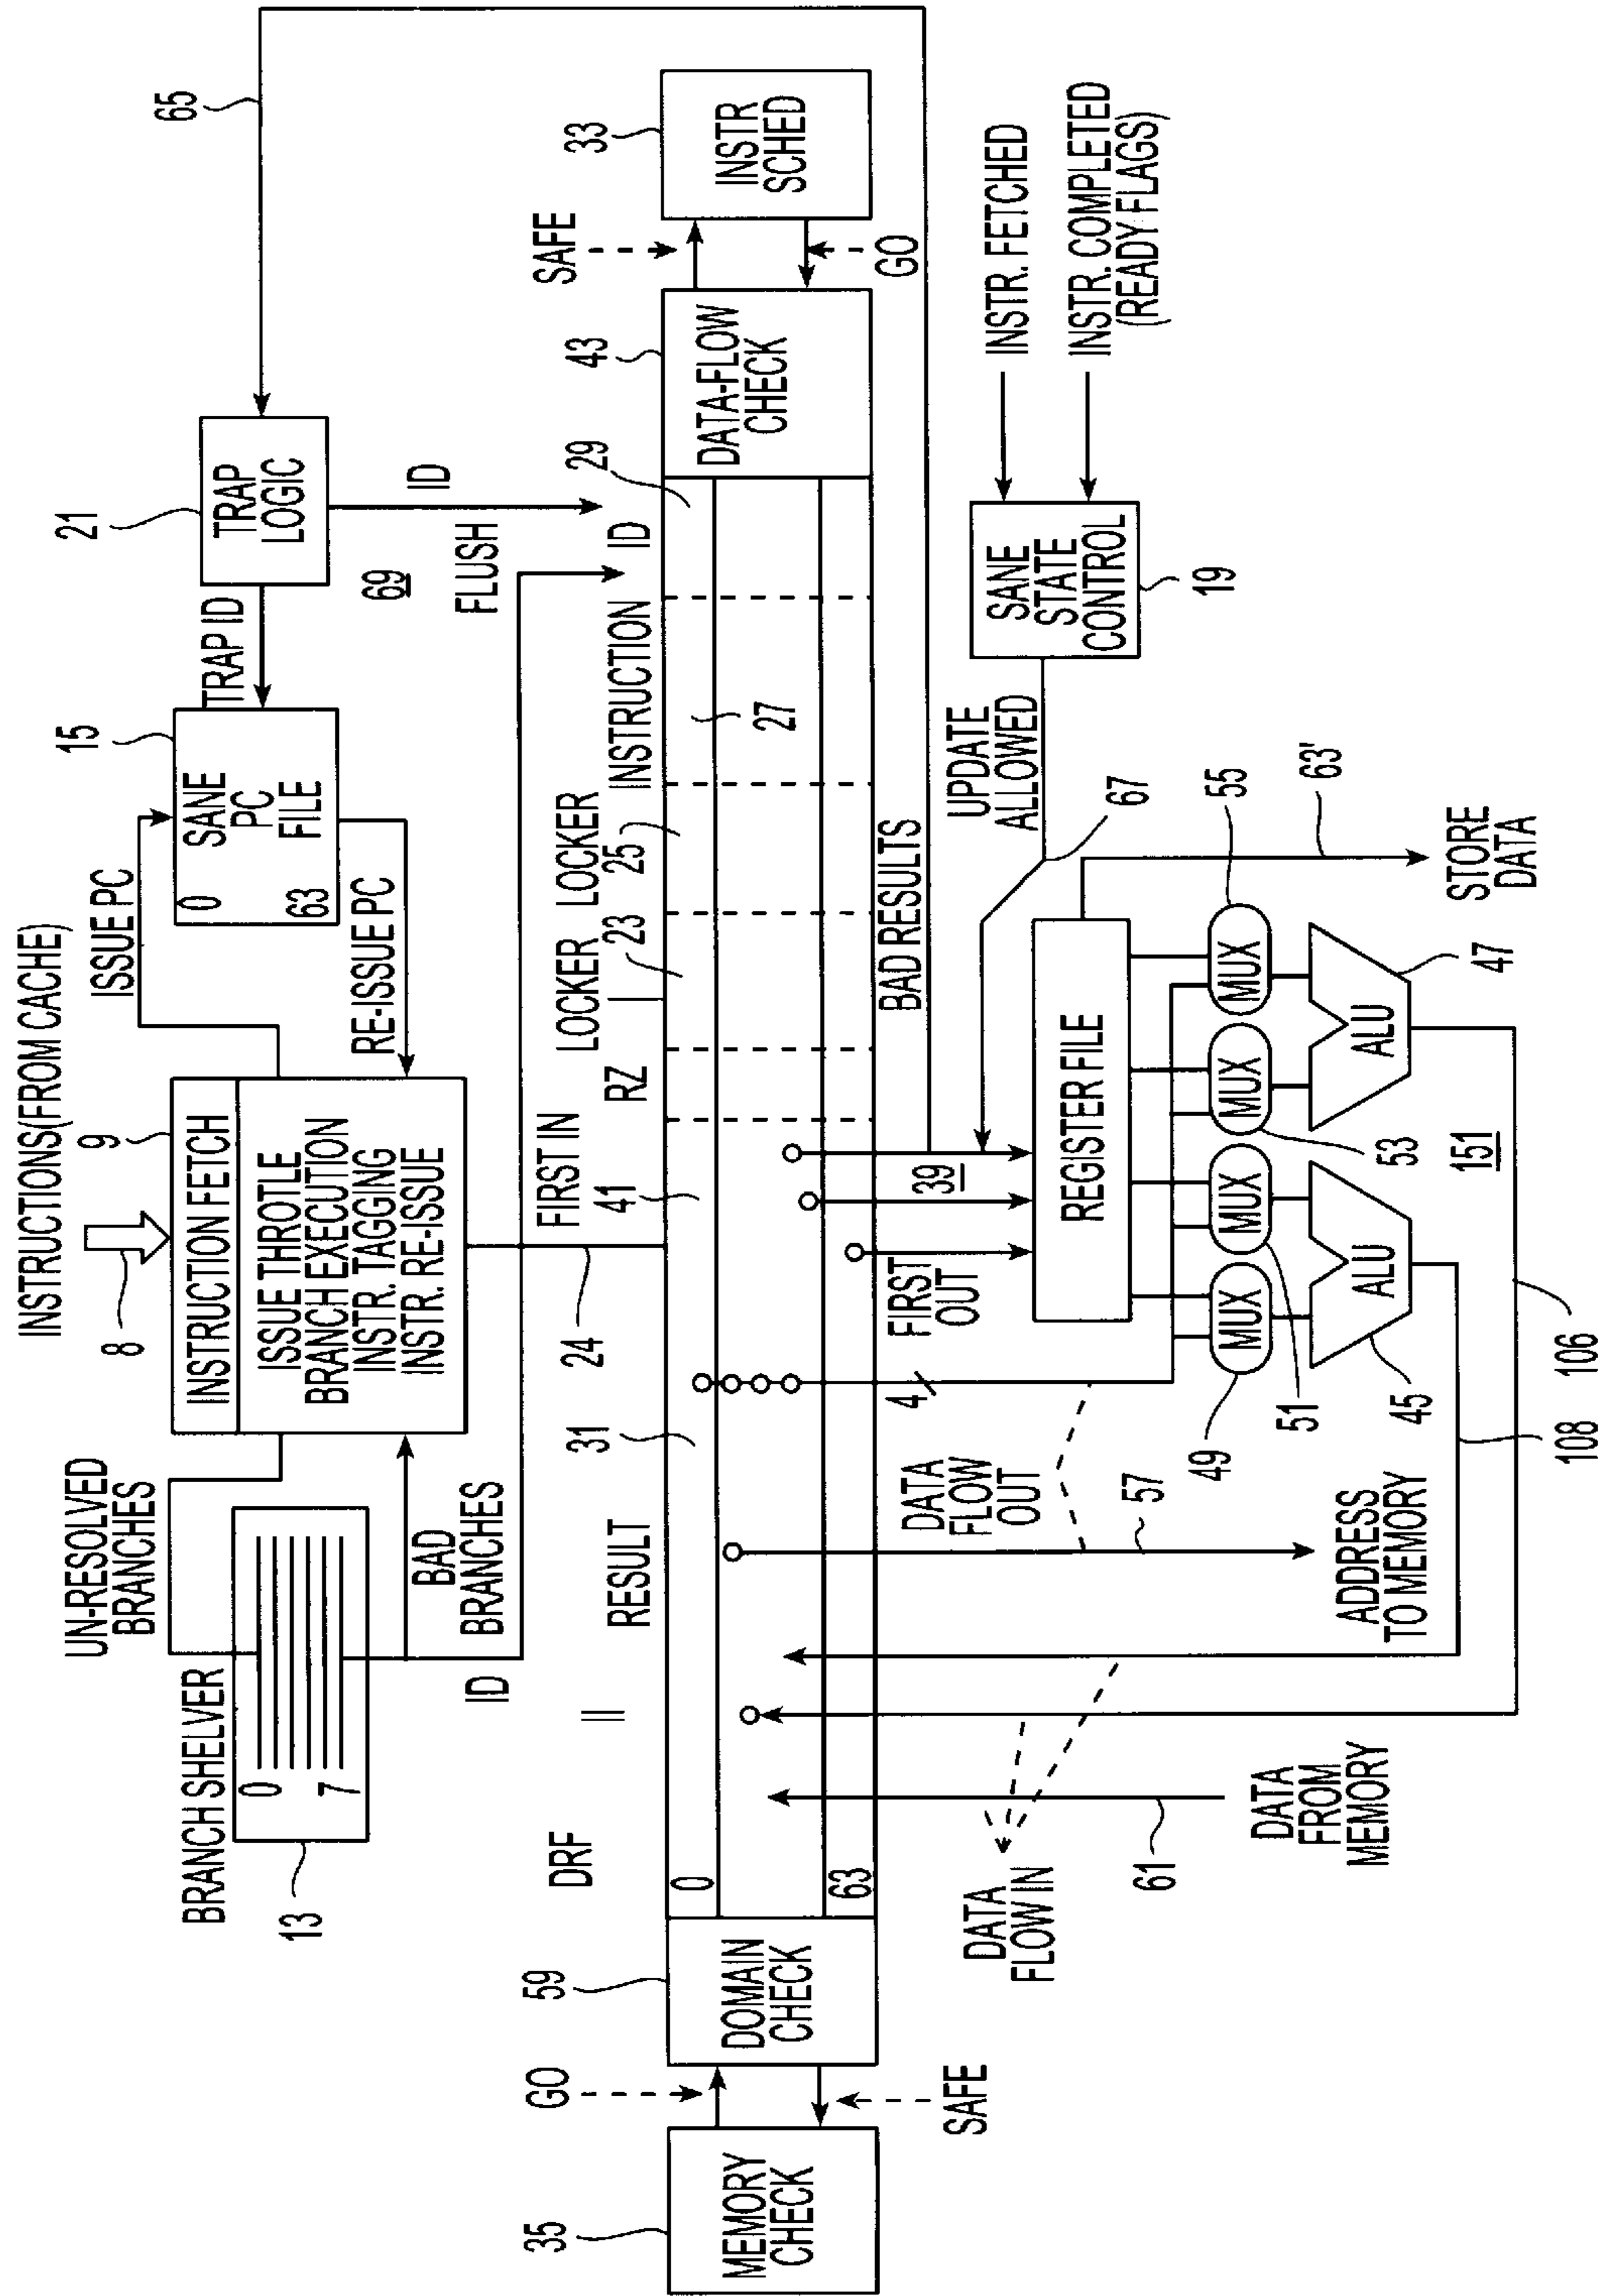 INSTRUCTIONS(FROM CACHE)
8
9
INSTRUCTION FETCH
ISSUE THROTLE
BRANCH EXECUTION
INSTR. TAGGING
INSTR. RE-ISSUE
UN-RESOLVED
BRANCHES
BRANCH SHELVER
0
7
13
BAD
BRANCHES
ID
ISSUE PC
RE-ISSUE PC
15
0
SANE
PC
FILE
63
TRAP ID
21
TRAP
LOGIC
65
69
ID
FLUSH
FIRST IN
24
DRF
||
RESULT
31
41
RZ
LOCKER
23
LOCKER
25
INSTRUCTION
27
ID
29
0
63
35
MEMORY
CHECK
GO
SAFE
59
DOMAIN
CHECK
43
DATA-FLOW
CHECK
SAFE
GO
33
INSTR
SCHED
DATA
FLOW IN
61
DATA
FROM
MEMORY
57
ADDRESS
TO MEMORY
DATA
FLOW
OUT
4
FIRST
OUT
39
BAD RESULTS
67
UPDATE
ALLOWED
SANE
STATE
CONTROL
19
INSTR. FETCHED
INSTR. COMPLETED
(READY FLAGS)
REGISTER FILE
63'
STORE
DATA
MUX
MUX
MUX
MUX
49
51
53
55
ALU
ALU
45
47
151
108
106